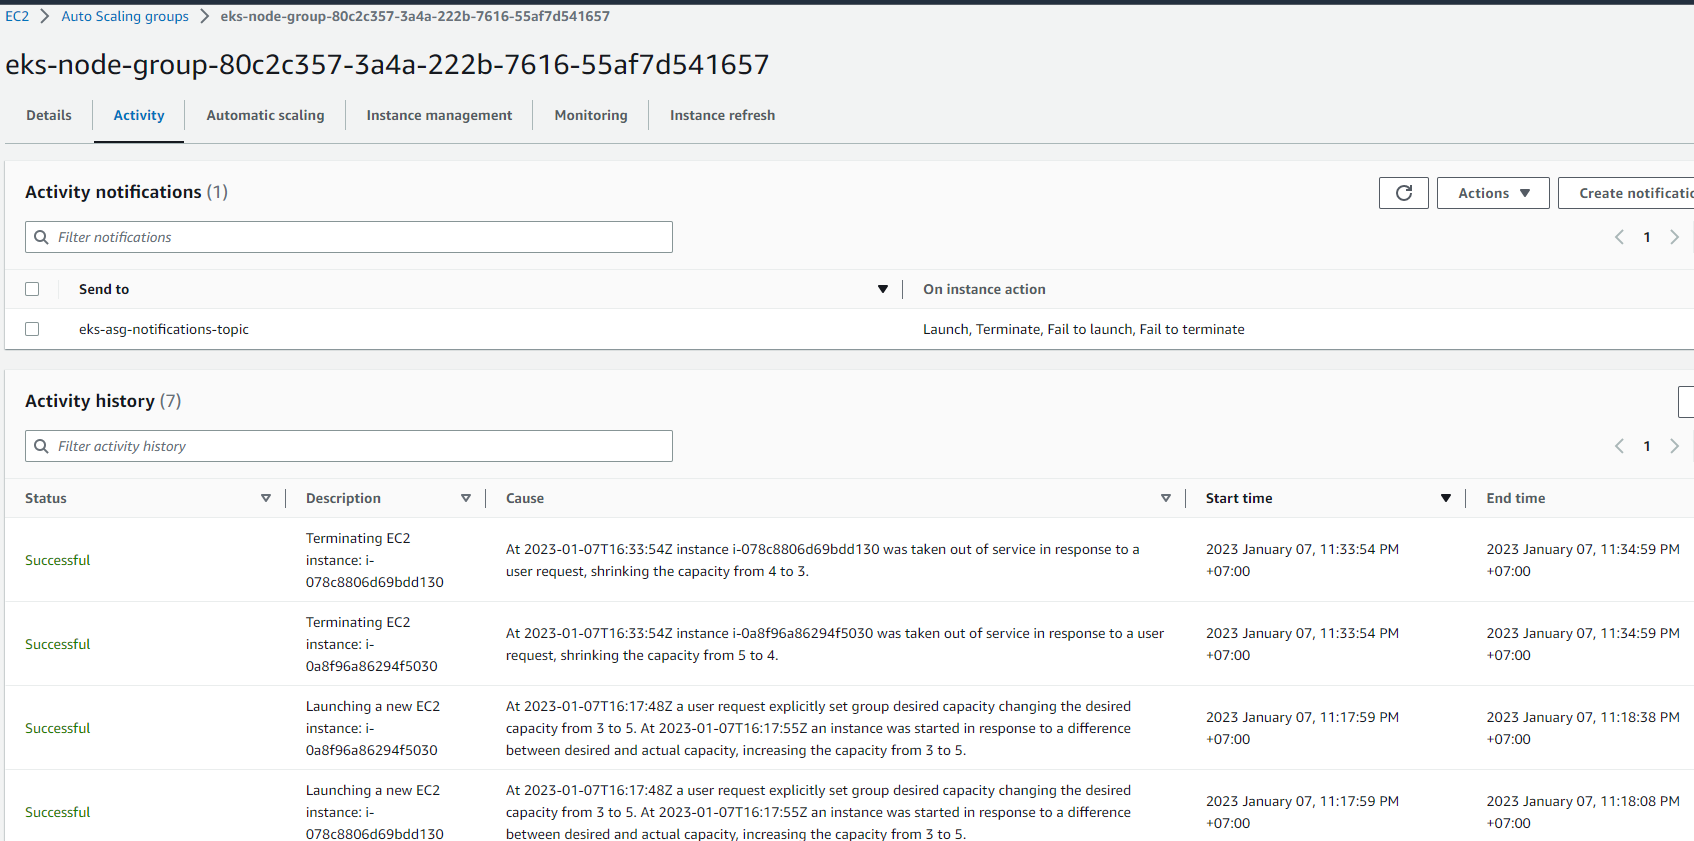 EC2 > Auto Scaling groups > eks-node-group-80c2c357-3a4a-222b-7616-55af7d541657
eks-node-group-80c2c357-3a4a-222b-7616-55af7d541657
Details Activity Automatic scaling Instance management Monitoring Instance refresh
Activity notifications (1)
Actions
Create notificatio
Filter notifications
1
Send to On instance action
eks-asg-notifications-topic Launch, Terminate, Fail to launch, Fail to terminate
Activity history (7)
Filter activity history
1
Status Description Cause Start time End time
Successful
Terminating EC2
instance: i-
078c8806d69bdd130
At 2023-01-07T16:33:54Z instance i-078c8806d69bdd130 was taken out of service in response to a
user request, shrinking the capacity from 4 to 3.
2023 January 07, 11:33:54 PM
+07:00
2023 January 07, 11:34:59 PM
+07:00
Successful
Terminating EC2
instance: i-
0a8f96a86294f5030
At 2023-01-07T16:33:54Z instance i-0a8f96a86294f5030 was taken out of service in response to a user
request, shrinking the capacity from 5 to 4.
2023 January 07, 11:33:54 PM
+07:00
2023 January 07, 11:34:59 PM
+07:00
Successful
Launching a new EC2
instance: i-
0a8f96a86294f5030
At 2023-01-07T16:17:48Z a user request explicitly set group desired capacity changing the desired
capacity from 3 to 5. At 2023-01-07T16:17:55Z an instance was started in response to a difference
between desired and actual capacity, increasing the capacity from 3 to 5.
2023 January 07, 11:17:59 PM
+07:00
2023 January 07, 11:18:38 PM
+07:00
Successful
Launching a new EC2
instance: i-
078c8806d69bdd130
At 2023-01-07T16:17:48Z a user request explicitly set group desired capacity changing the desired
capacity from 3 to 5. At 2023-01-07T16:17:55Z an instance was started in response to a difference
between desired and actual capacity, increasing the capacity from 3 to 5.
2023 January 07, 11:17:59 PM
+07:00
2023 January 07, 11:18:08 PM
+07:00